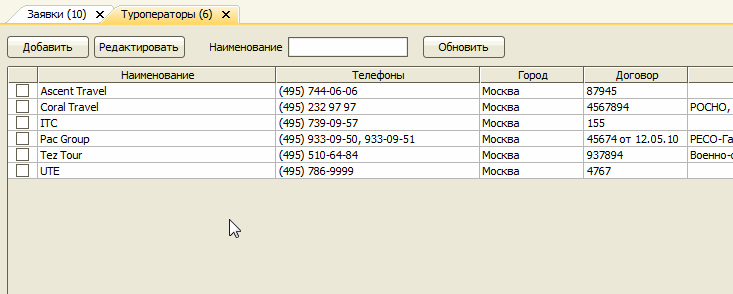 Заявки (10) Туроператоры (6)
Добавить Редактировать Наименование Обновить
Наименование Телефоны Город Договор
Ascent Travel (495) 744-06-06 Москва 87945
Coral Travel (495) 232 97 97 Москва 4567894 РОСНО,
ITC (495) 739-09-57 Москва 155
Pac Group (495) 933-09-50, 933-09-51 Москва 45674 от 12.05.10 РЕСО-Га
Tez Tour (495) 510-64-84 Москва 937894 Военно-с
UTE (495) 786-9999 Москва 4767